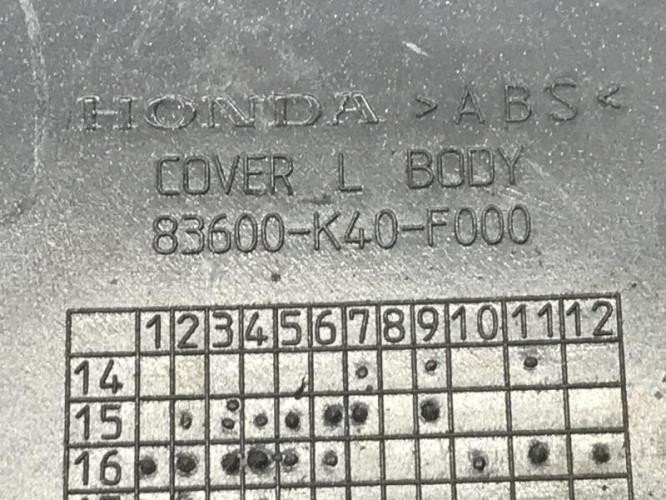 HONDA >ABS<
COVER L BODY
83600-K40-F000
1 2 3 4 5 6 7 8 9 10 11 12
14
15
16